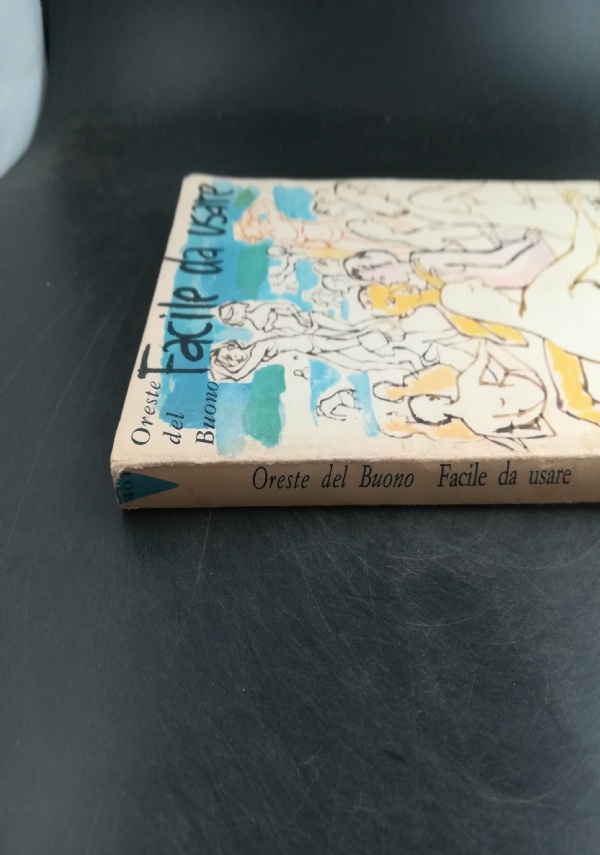 Oreste
del
Buono
Facile da usare
Oreste del Buono Facile da usare